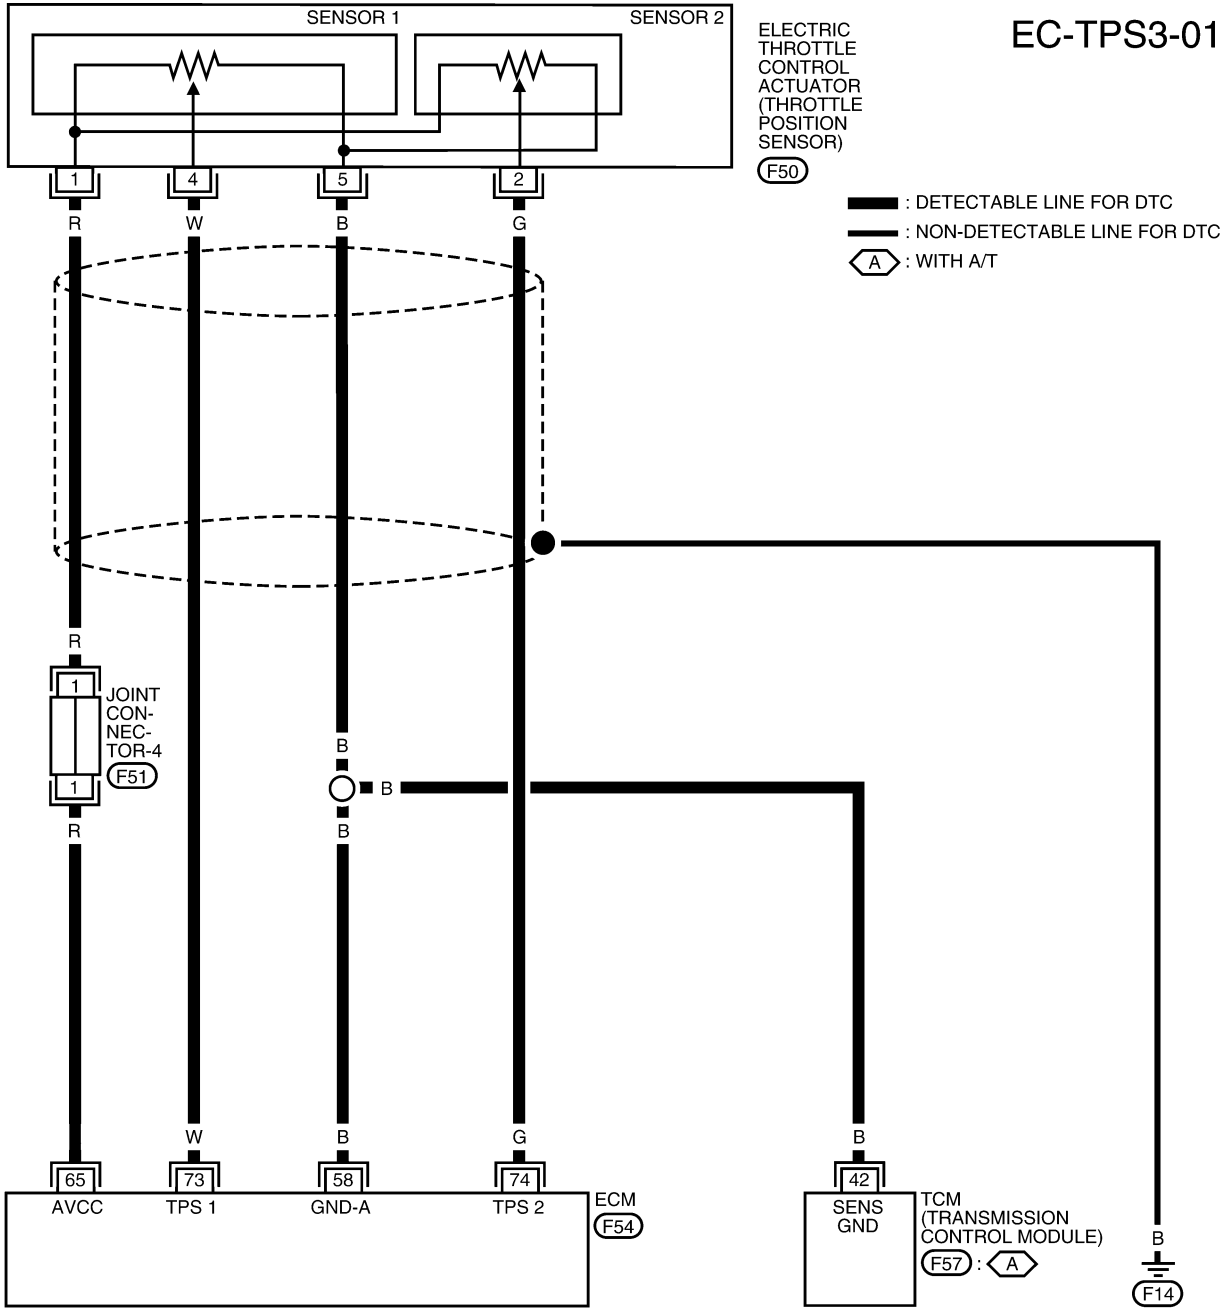 SENSOR 1
SENSOR 2
EC-TPS3-01
ELECTRIC
THROTTLE
CONTROL
ACTUATOR
(THROTTLE
POSITION
SENSOR)
F50
1
4
5
2
R
W
B
G
: DETECTABLE LINE FOR DTC
: NON-DETECTABLE LINE FOR DTC
A : WITH A/T
R
1
JOINT
CON-
NEC-
TOR-4
F51
1
R
B
B
B
W
B
G
B
65
73
58
74
42
AVCC
TPS 1
GND-A
TPS 2
ECM
F54
SENS
GND
TCM
(TRANSMISSION
CONTROL MODULE)
F57 : A
B
F14